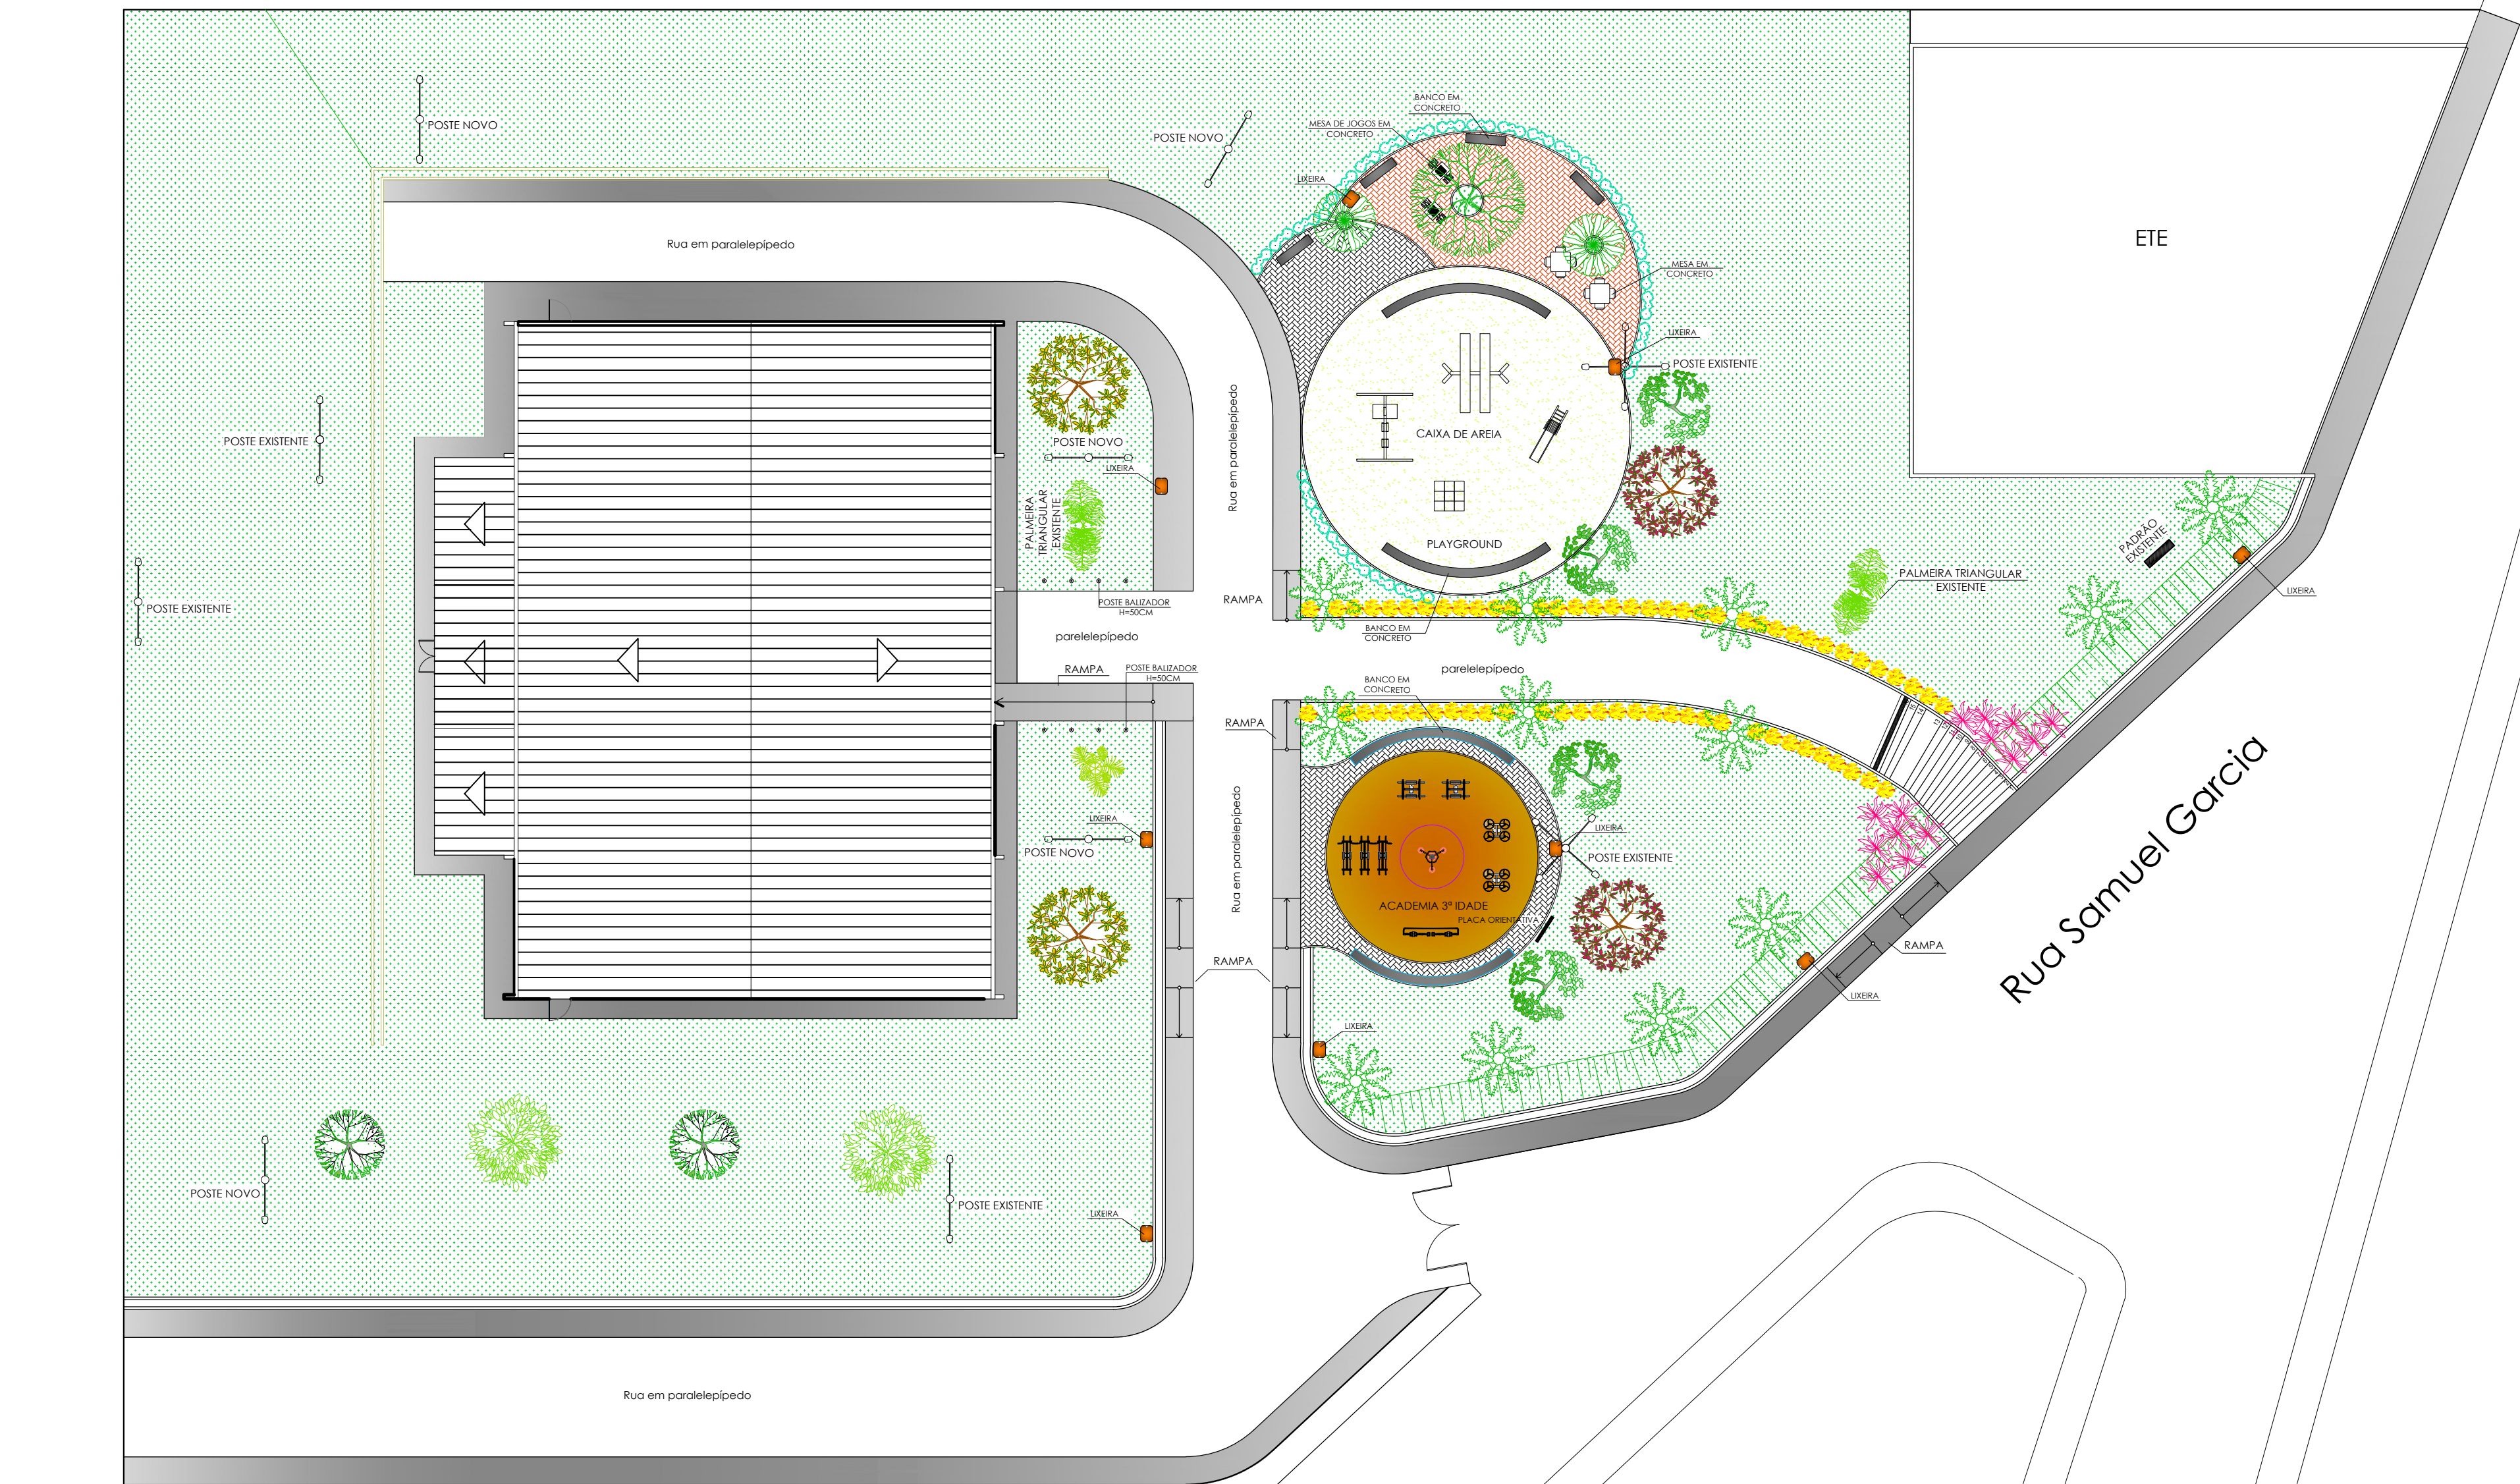 POSTE NOVO
BANCO EM
CONCRETO
MESA DE JOGOS EM
CONCRETO
POSTE NOVO
LIXEIRA
Rua em paralelepípedo
ETE
MESA EM
CONCRETO
LIXEIRA
POSTE EXISTENTE
Rua em paralelepípedo
CAIXA DE AREIA
POSTE EXISTENTE
POSTE NOVO
LIXEIRA
PALMEIRA
TRIANGULAR
EXISTENTE
PLAYGROUND
PADRÃO
EXISTENTE
PALMEIRA TRIANGULAR
EXISTENTE
LIXEIRA
POSTE EXISTENTE
POSTE BALIZADOR
H=50CM
RAMPA
BANCO EM
CONCRETO
parelelepípedo
RAMPA
POSTE BALIZADOR
H=50CM
parelelepípedo
BANCO EM
CONCRETO
RAMPA
Rua Samuel Garcia
LIXEIRA
POSTE NOVO
Rua em paralelepípedo
LIXEIRA
POSTE EXISTENTE
ACADEMIA 3ª IDADE
PLACA ORIENTATIVA
RAMPA
RAMPA
LIXEIRA
LIXEIRA
POSTE NOVO
POSTE EXISTENTE
LIXEIRA
Rua em paralelepípedo